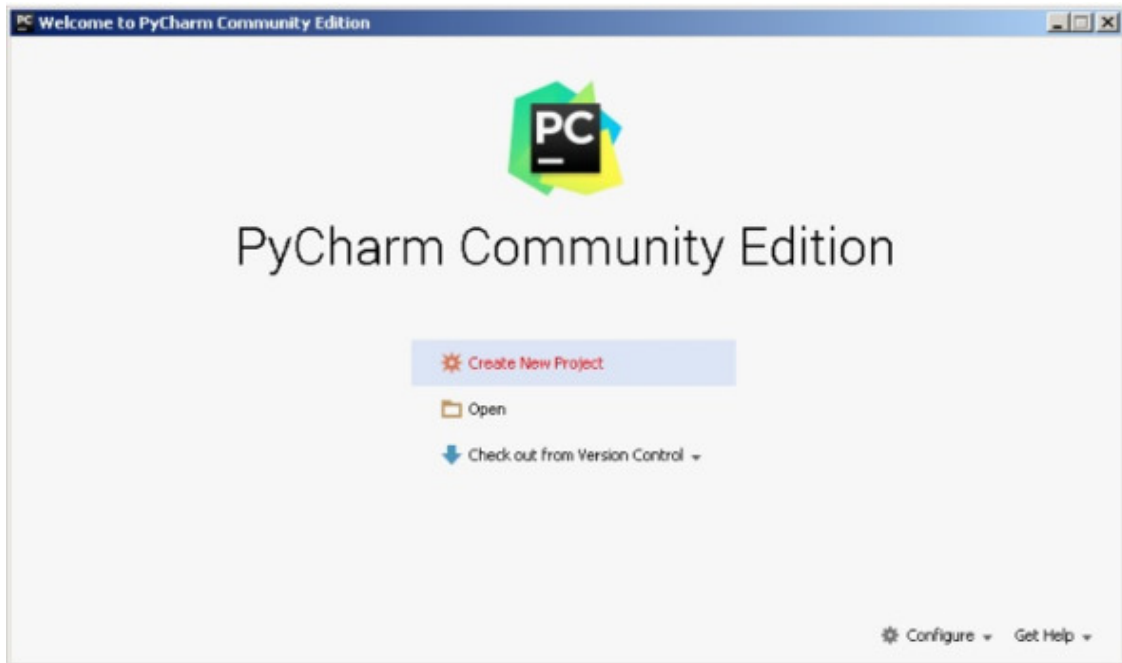 Welcome to PyCharm Community Edition
PC
PyCharm Community Edition
Create New Project
Open
Check out from Version Control
Configure Get Help